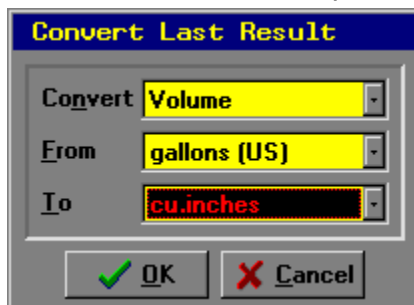 Convert Last Result
Convert Volume
From gallons (US)
To cu.inches
OK Cancel